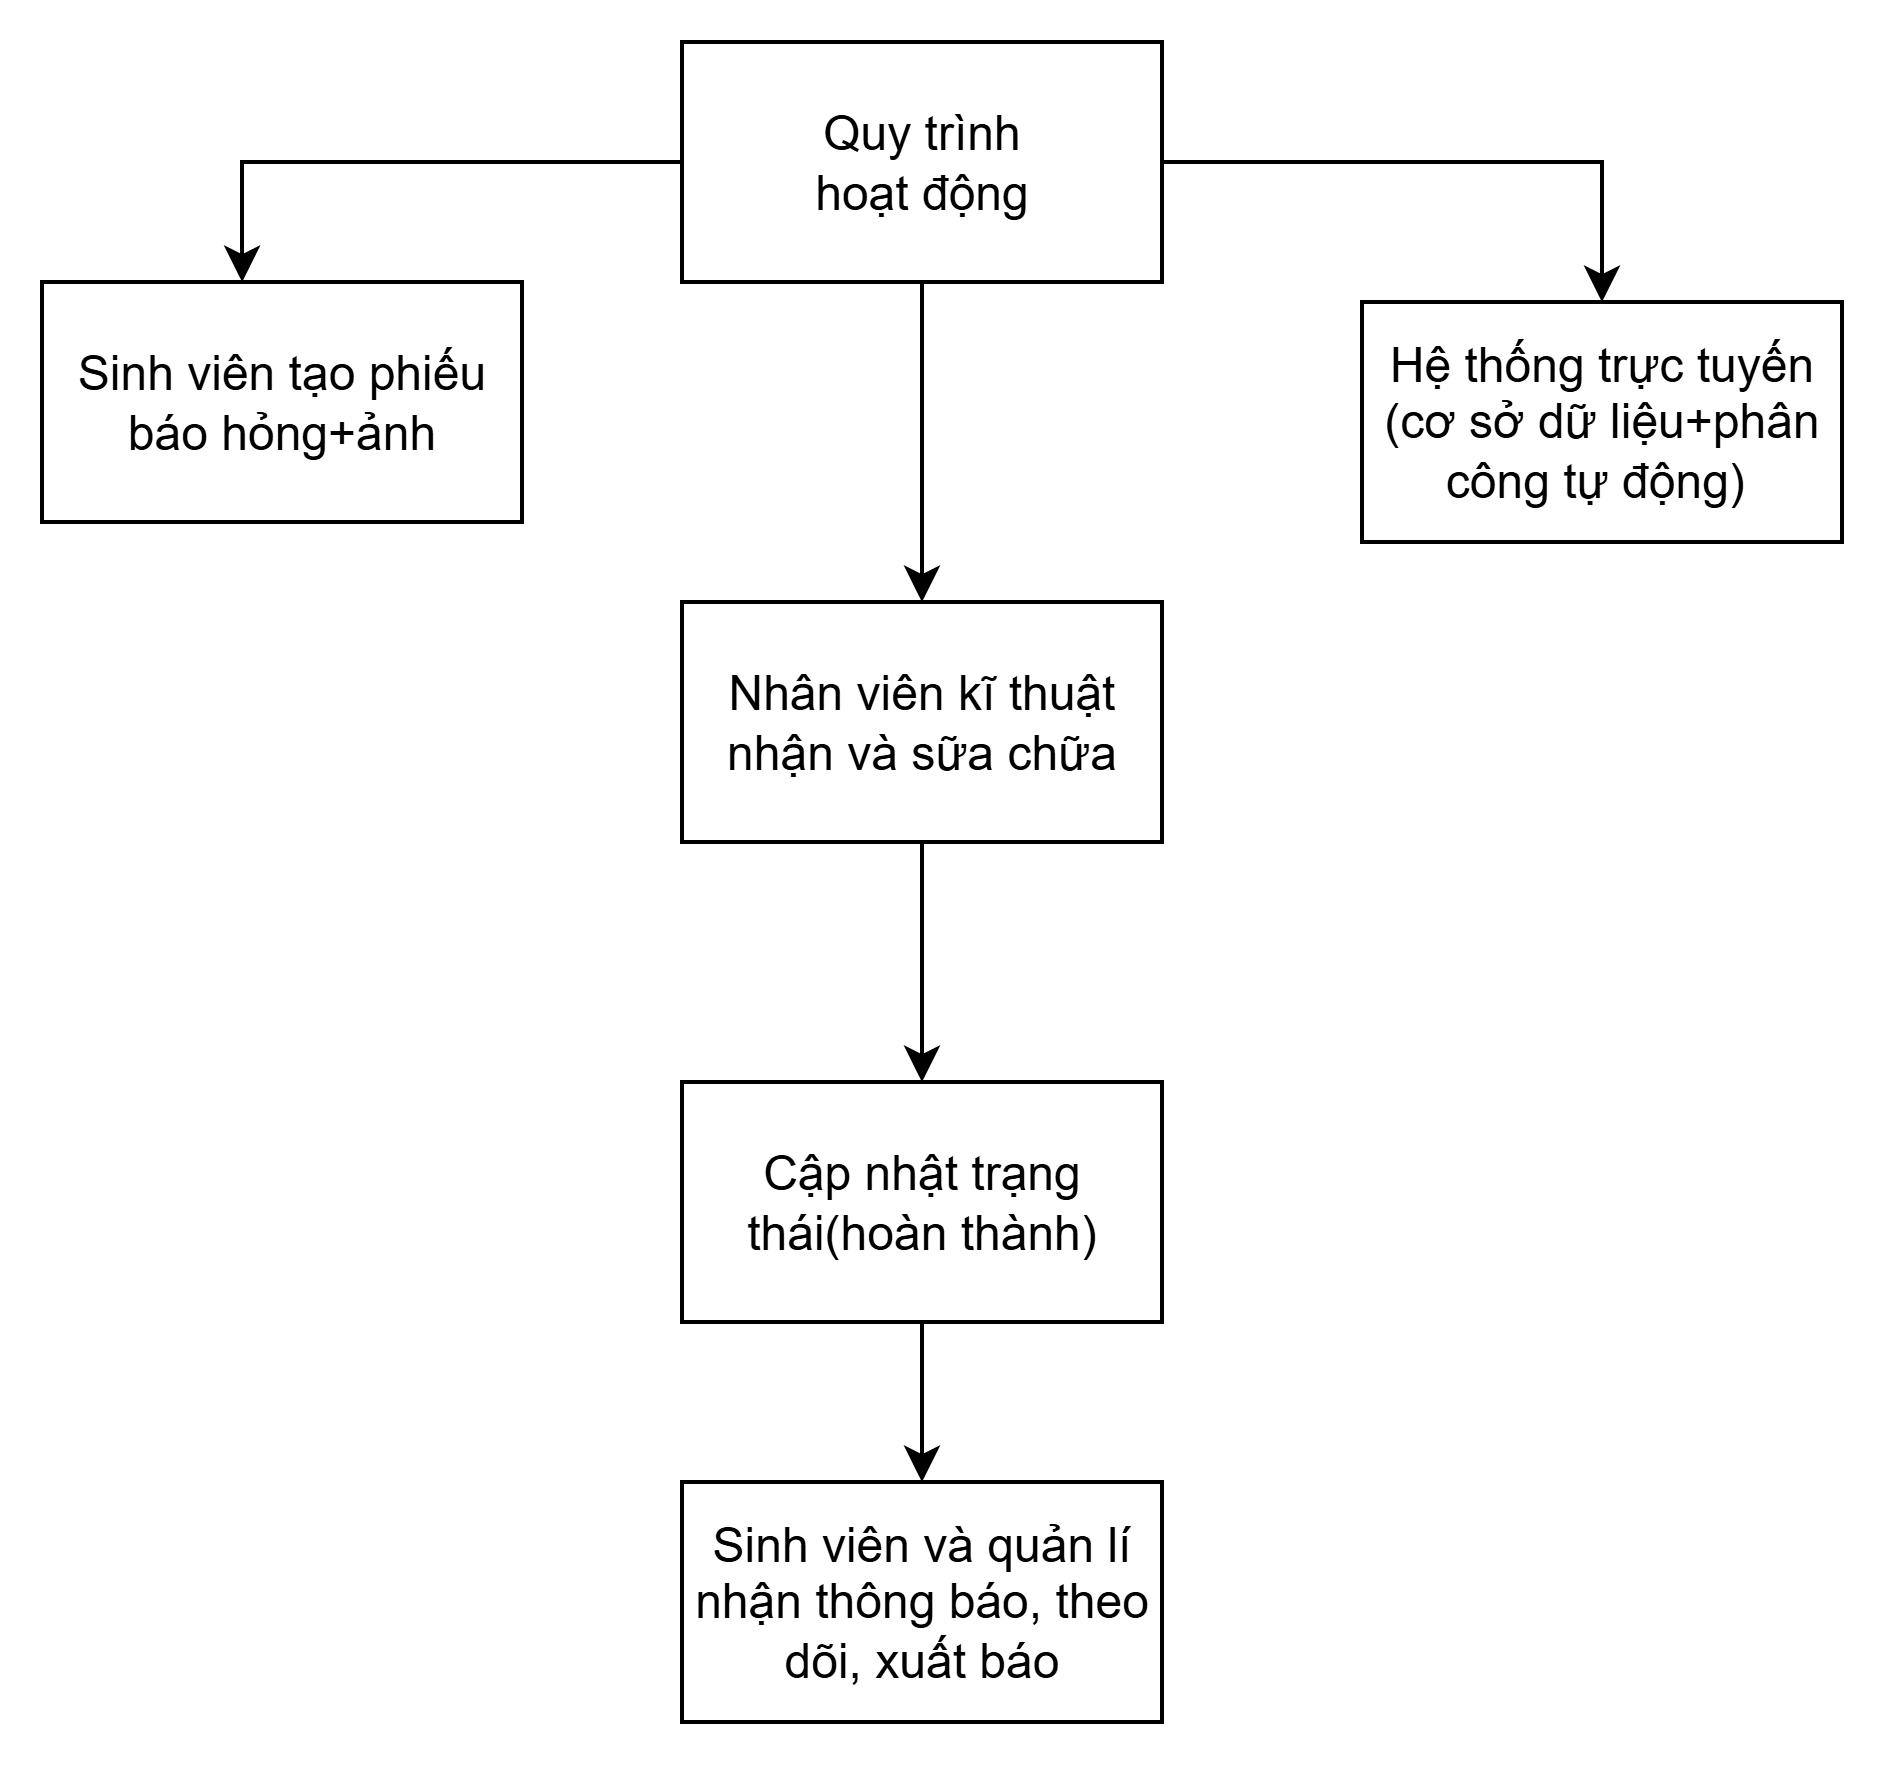 Quy trình
hoạt động
Sinh viên tạo phiếu
báo hỏng+ảnh
Hệ thống trực tuyến
(cơ sở dữ liệu+phân
công tự động)
Nhân viên kĩ thuật
nhận và sữa chữa
Cập nhật trạng
thái(hoàn thành)
Sinh viên và quản lí
nhận thông báo, theo
dõi, xuất báo